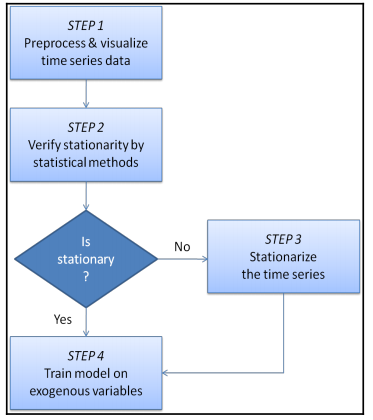 STEP 1
Preprocess & visualize
time series data
STEP 2
Verify stationarity by
statistical methods
Is
stationary
?
No
STEP 3
Stationarize
the time series
Yes
STEP 4
Train model on
exogenous variables